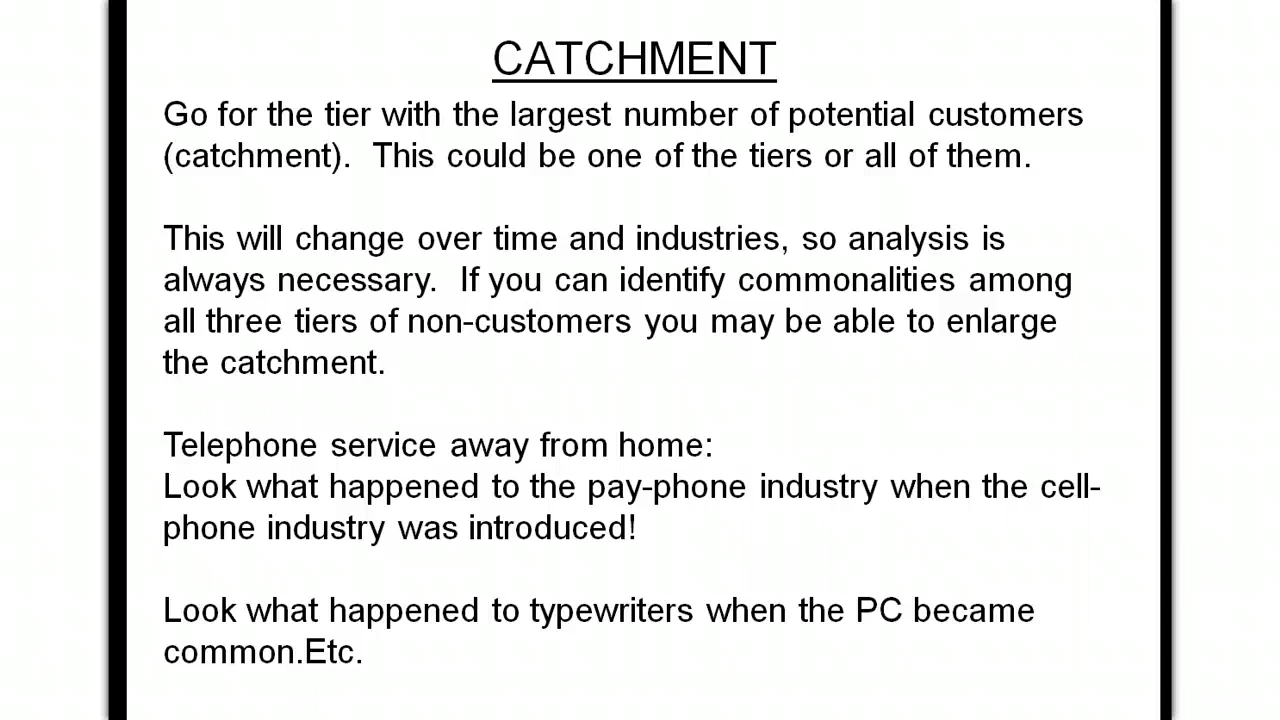 CATCHMENT
Go for the tier with the largest number of potential customers
(catchment).  This could be one of the tiers or all of them.
This will change over time and industries, so analysis is
always necessary.  If you can identify commonalities among
all three tiers of non-customers you may be able to enlarge
the catchment.
Telephone service away from home:
Look what happened to the pay-phone industry when the cell-
phone industry was introduced!
Look what happened to typewriters when the PC became
common.Etc.